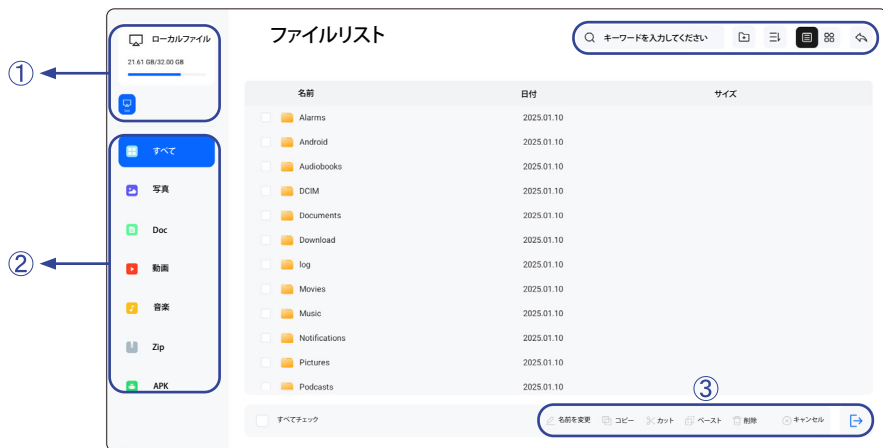 ローカルファイル
21.61 GB/32.00 GB
①
ファイルリスト
キーワードを入力してください
すべて
写真
Doc
動画
音楽
Zip
APK
②
名前 日付 サイズ
Alarms 2025.01.10
Android 2025.01.10
Audiobooks 2025.01.10
DCIM 2025.01.10
Documents 2025.01.10
Download 2025.01.10
log 2025.01.10
Movies 2025.01.10
Music 2025.01.10
Notifications 2025.01.10
Pictures 2025.01.10
Podcasts 2025.01.10
③
すべてチェック 名前を変更 コピー カット ペースト 削除 キャンセル